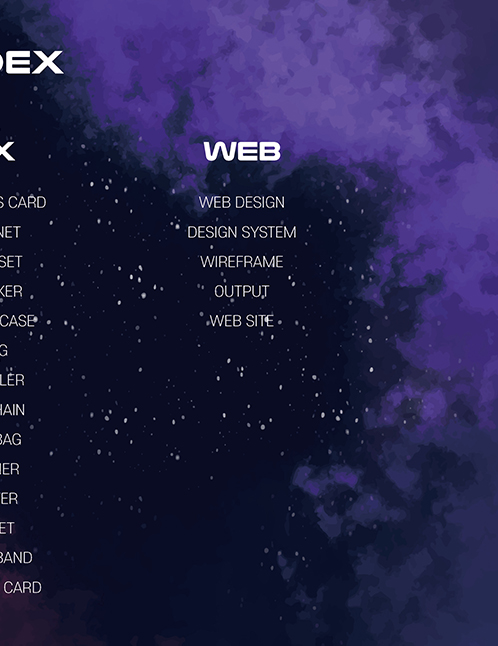 DEX
X
S CARD
NET
SET
KER
CASE
G
LER
HAIN
BAG
ER
ER
ET
BAND
CARD
WEB
WEB DESIGN
DESIGN SYSTEM
WIREFRAME
OUTPUT
WEB SITE